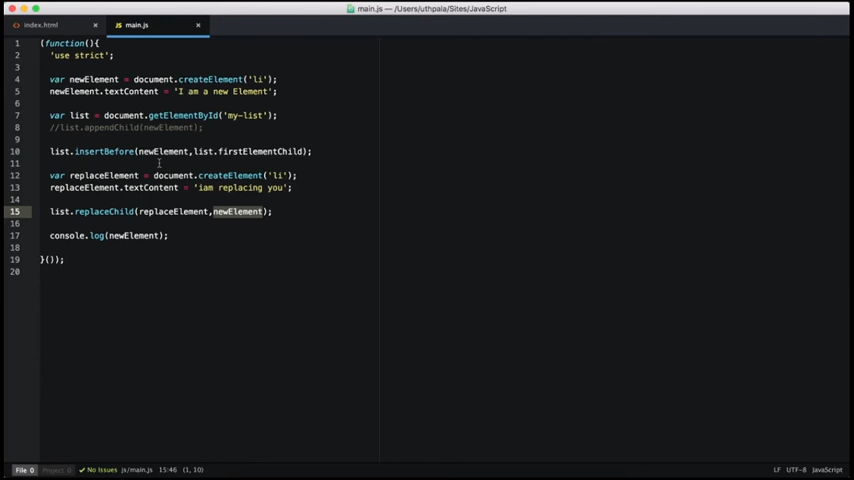 main.js — /Users/uthpala/Sites/JavaScript
index.html × main.js ×
1 (function(){
2 'use strict';
3
4 var newElement = document.createElement('li');
5 newElement.textContent = 'I am a new Element';
6
7 var list = document.getElementById('my-list');
8 //list.appendChild(newElement);
9
10 list.insertBefore(newElement,list.firstElementChild);
11
12 var replaceElement = document.createElement('li');
13 replaceElement.textContent = 'iam replacing you';
14
15 list.replaceChild(replaceElement,newElement);
16
17 console.log(newElement);
18
19 }());
20
File 0 Project 0 No Issues js/main.js 15:46 (1, 10) LF UTF-8 JavaScript